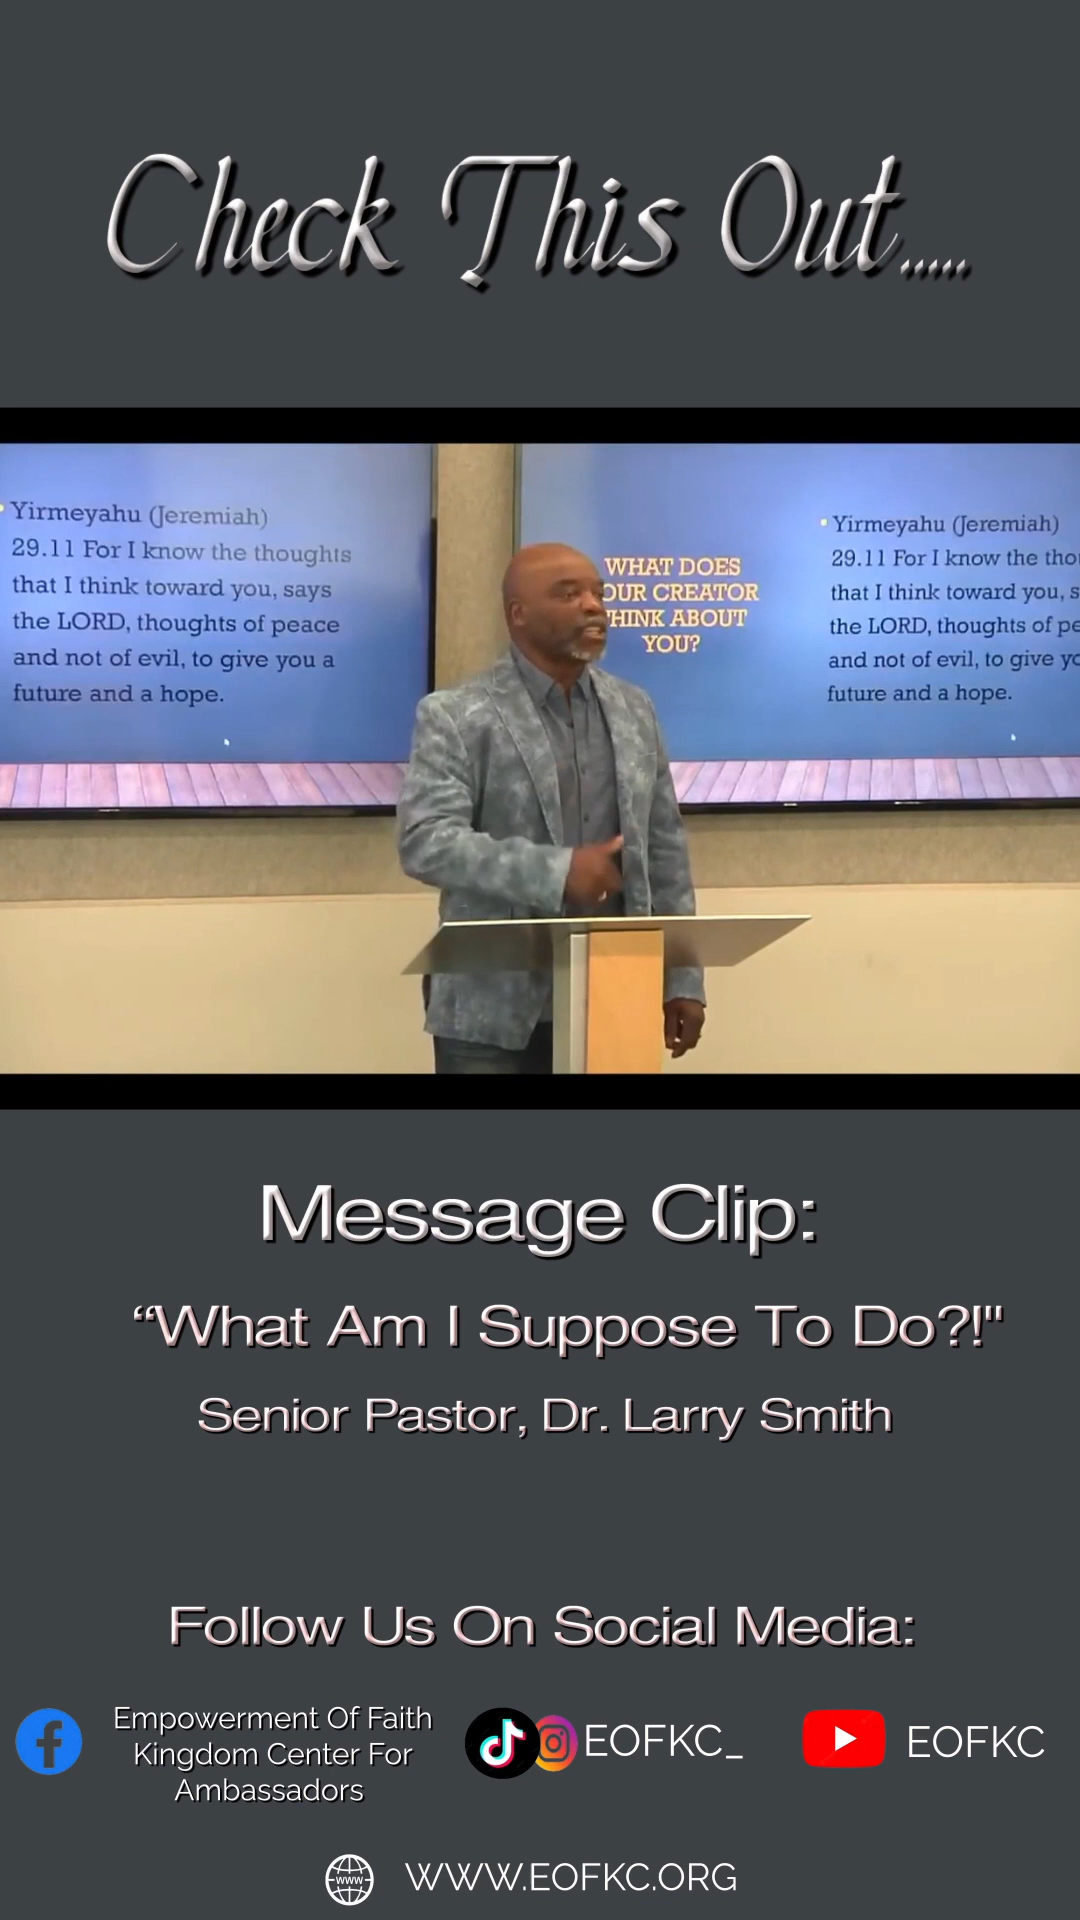 Check This Out.....
Yirmeyahu (Jeremiah)
29.11 For I know the thoughts
that I think toward you, says
the LORD, thoughts of peace
and not of evil, to give you a
future and a hope.
WHAT DOES
OUR CREATOR
THINK ABOUT
YOU?
Yirmeyahu (Jeremiah)
29.11 For I know the tho
that I think toward you, s
the LORD, thoughts of pe
and not of evil, to give yo
future and a hope.
Message Clip:
“What Am I Suppose To Do?!"
Senior Pastor, Dr. Larry Smith
Follow Us On Social Media:
Empowerment Of Faith
Kingdom Center For
Ambassadors
EOFKC_
EOFKC
www
WWW.EOFKC.ORG